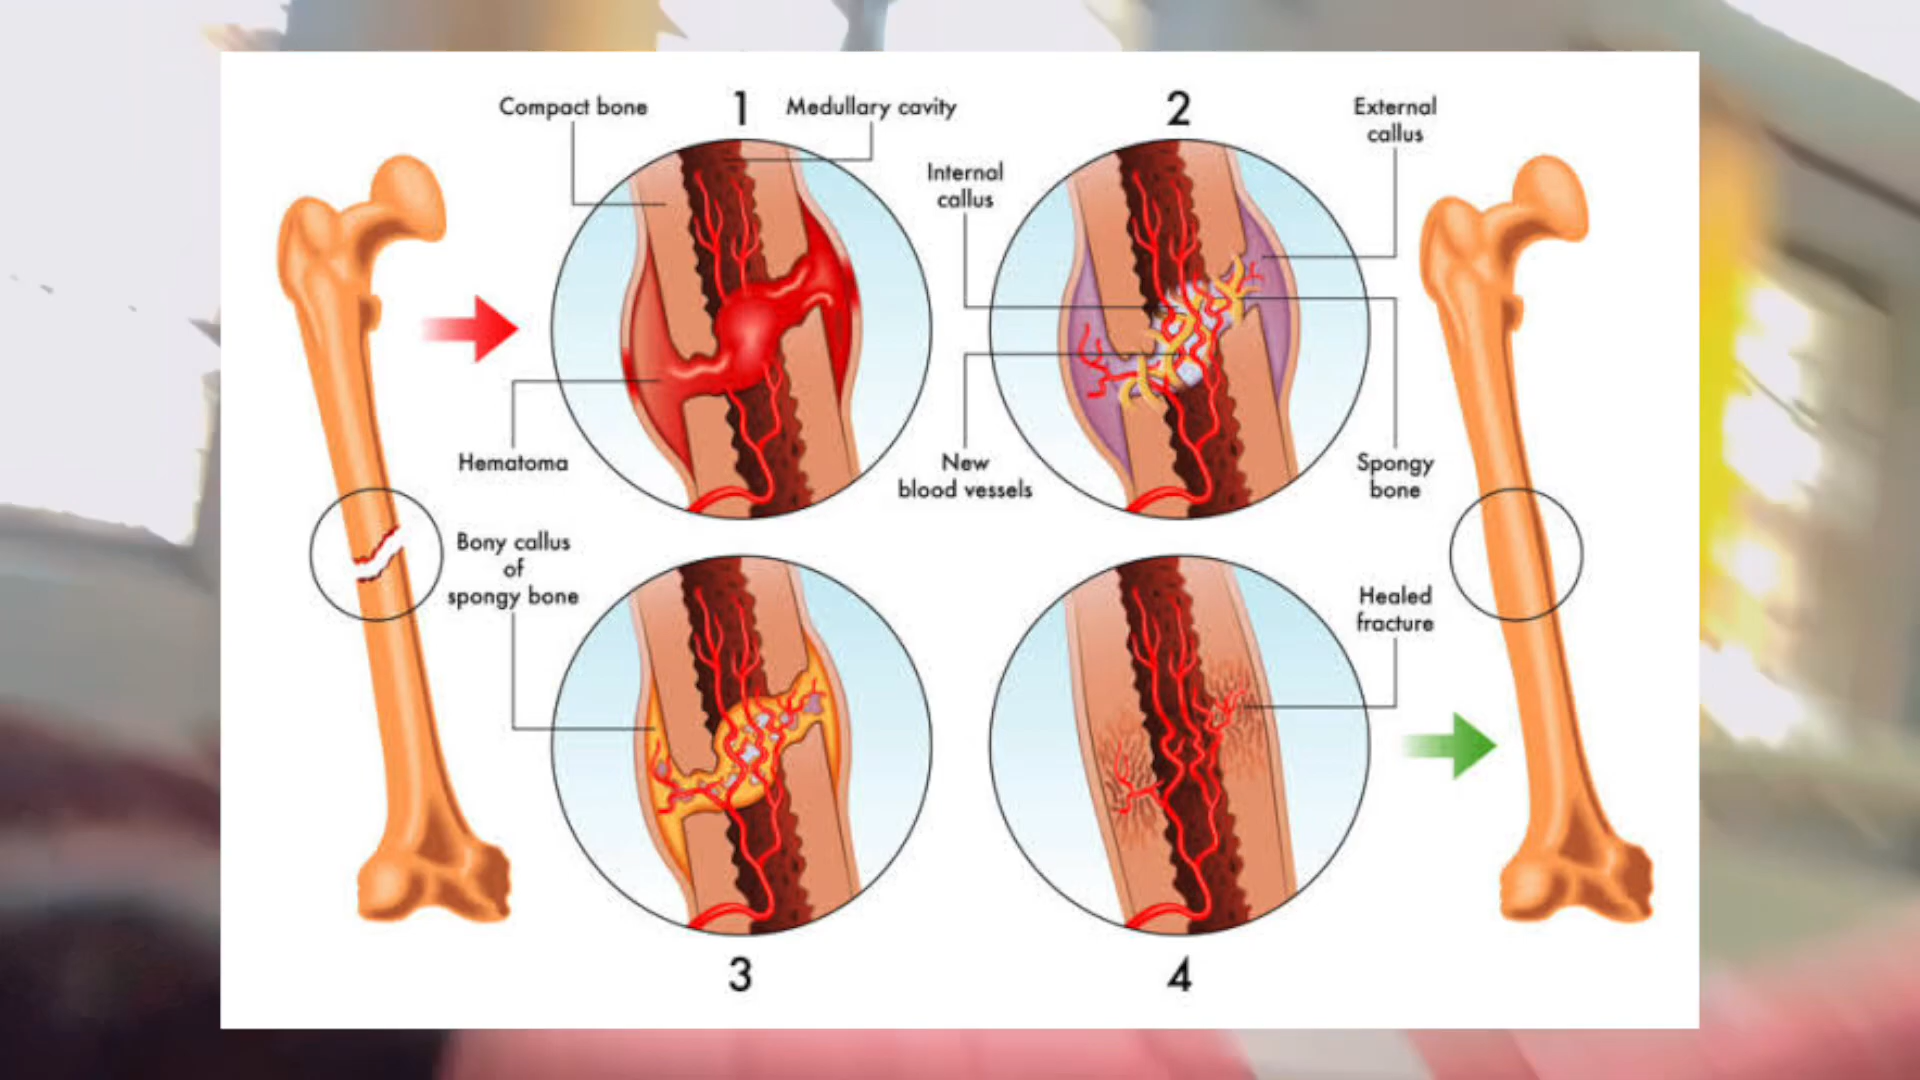 Compact bone
1
Medullary cavity
Hematoma
2
External
callus
Internal
callus
New
blood vessels
Spongy
bone
Bony callus
of
spongy bone
3
Healed
fracture
4